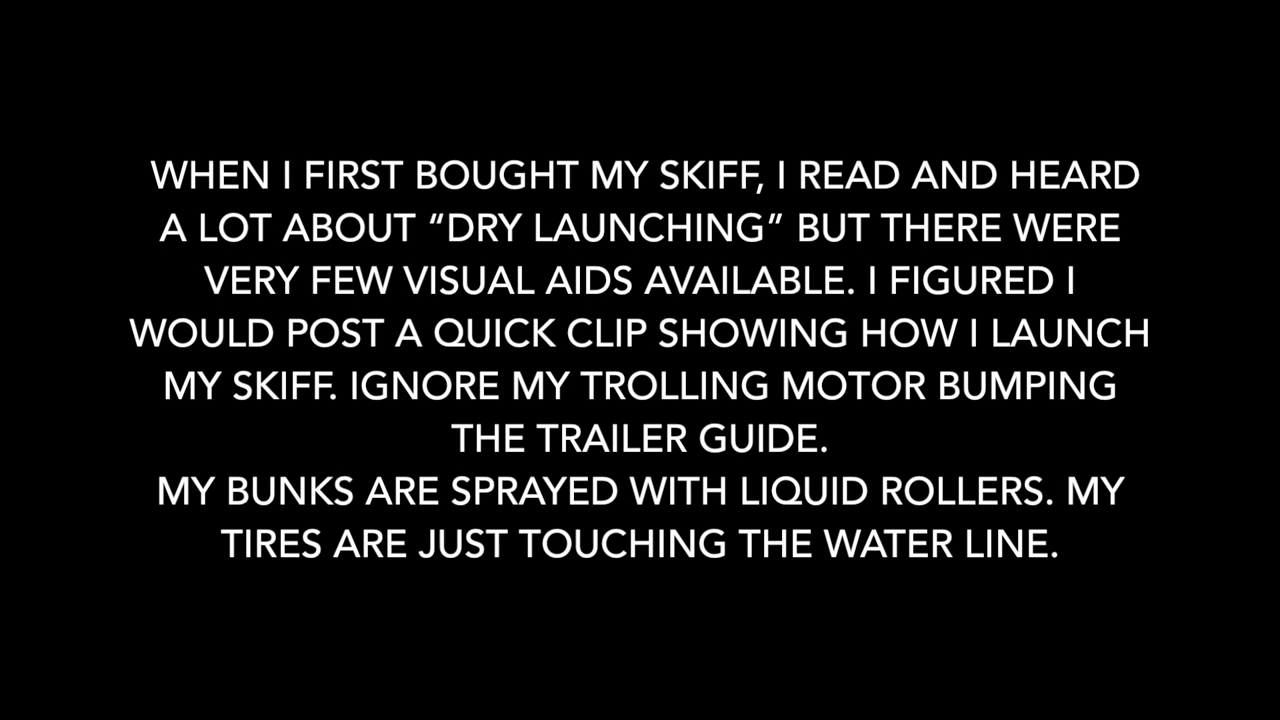 WHEN I FIRST BOUGHT MY SKIFF, I READ AND HEARD
A LOT ABOUT “DRY LAUNCHING” BUT THERE WERE
VERY FEW VISUAL AIDS AVAILABLE. I FIGURED I
WOULD POST A QUICK CLIP SHOWING HOW I LAUNCH
MY SKIFF. IGNORE MY TROLLING MOTOR BUMPING
THE TRAILER GUIDE.
MY BUNKS ARE SPRAYED WITH LIQUID ROLLERS. MY
TIRES ARE JUST TOUCHING THE WATER LINE.